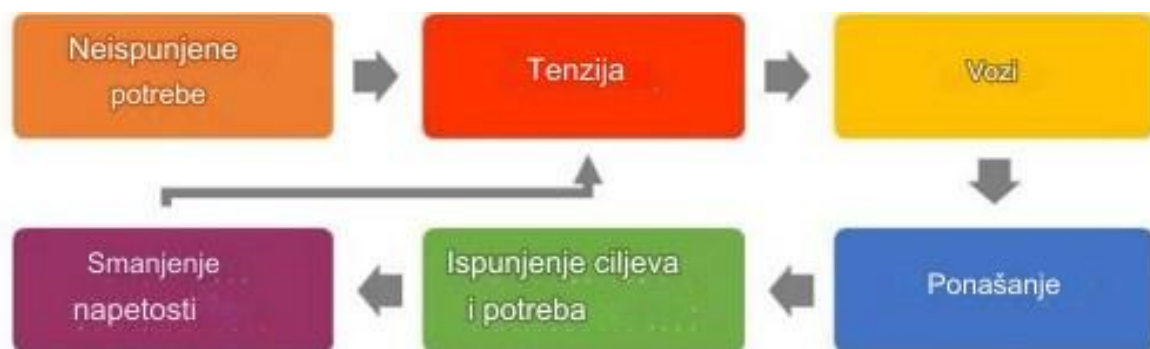 Neispunjene
potrebe
Tenzija
Vozi
Smanjenje
napetosti
Ispunjenje ciljeva
i potreba
Ponašanje